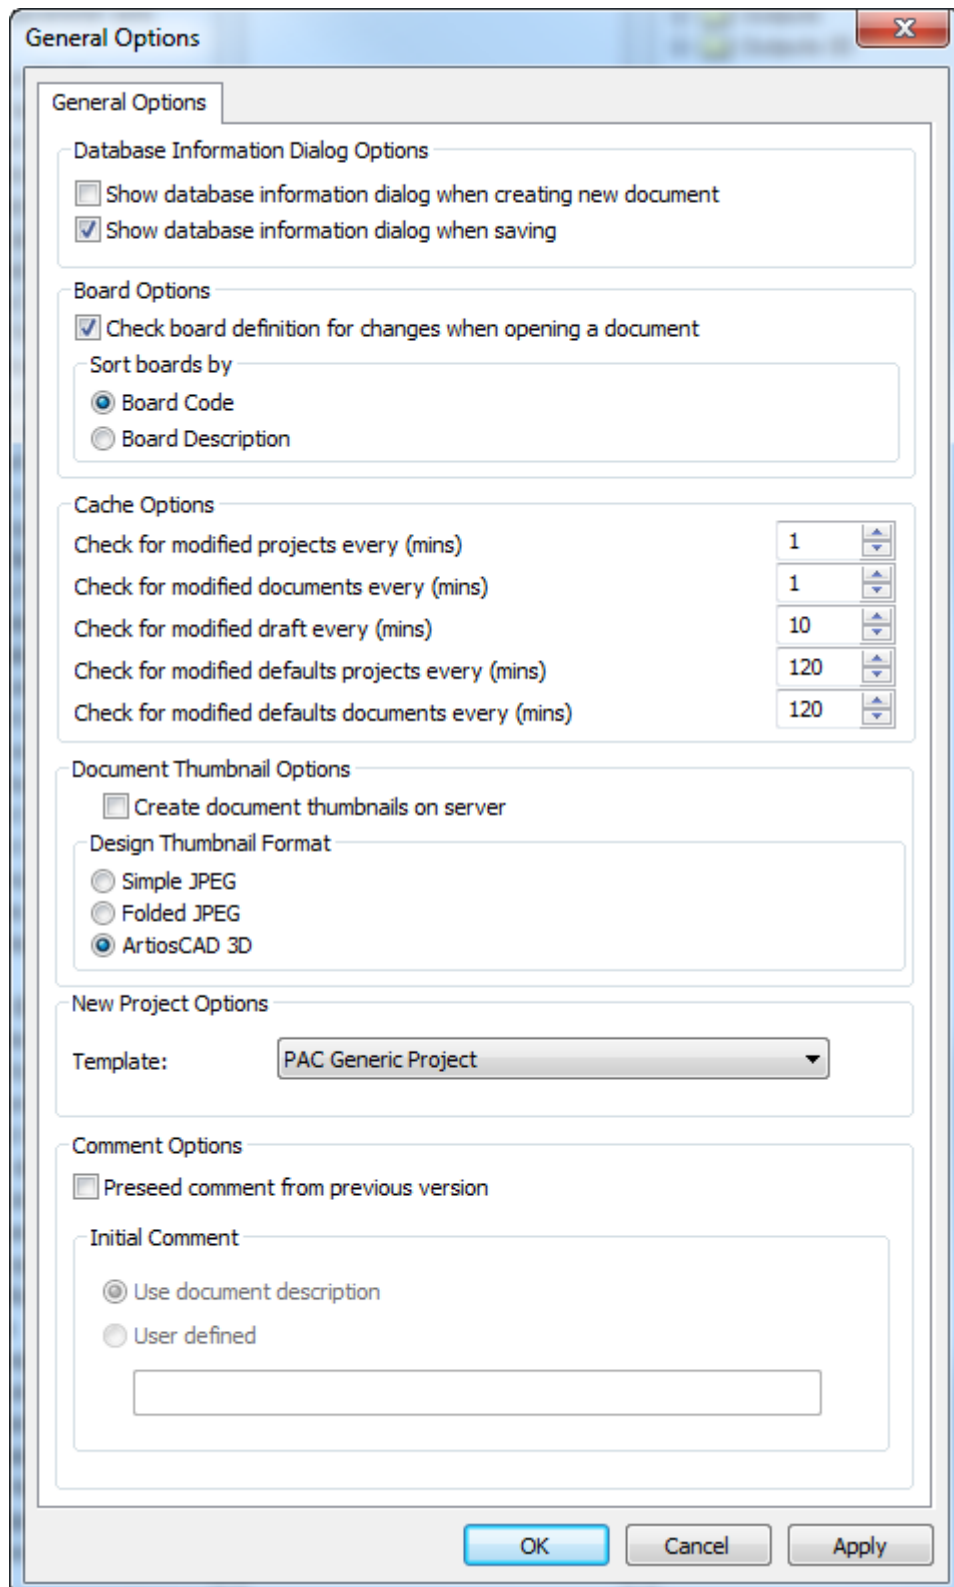 General Options
General Options
Database Information Dialog Options
Show database information dialog when creating new document
Show database information dialog when saving
Board Options
Check board definition for changes when opening a document
Sort boards by
Board Code
Board Description
Cache Options
Check for modified projects every (mins) 1
Check for modified documents every (mins) 1
Check for modified draft every (mins) 10
Check for modified defaults projects every (mins) 120
Check for modified defaults documents every (mins) 120
Document Thumbnail Options
Create document thumbnails on server
Design Thumbnail Format
Simple JPEG
Folded JPEG
ArtiosCAD 3D
New Project Options
Template: PAC Generic Project
Comment Options
Preseed comment from previous version
Initial Comment
Use document description
User defined
OK Cancel Apply